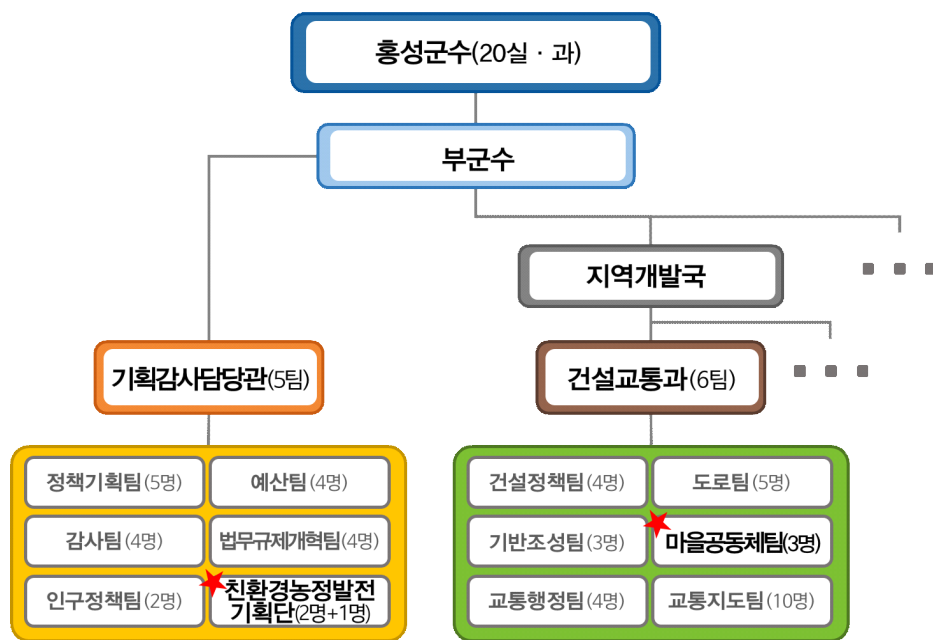 홍성군수(20실 · 과)
부군수
지역개발국
기획감사담당관(5팀)
건설교통과(6팀)
정책기획팀(5명)
예산팀(4명)
감사팀(4명)
법무규제개혁팀(4명)
인구정책팀(2명)
친환경농정발전
기획단(2명+1명)
건설정책팀(4명)
도로팀(5명)
기반조성팀(3명)
마을공동체팀(3명)
교통행정팀(4명)
교통지도팀(10명)